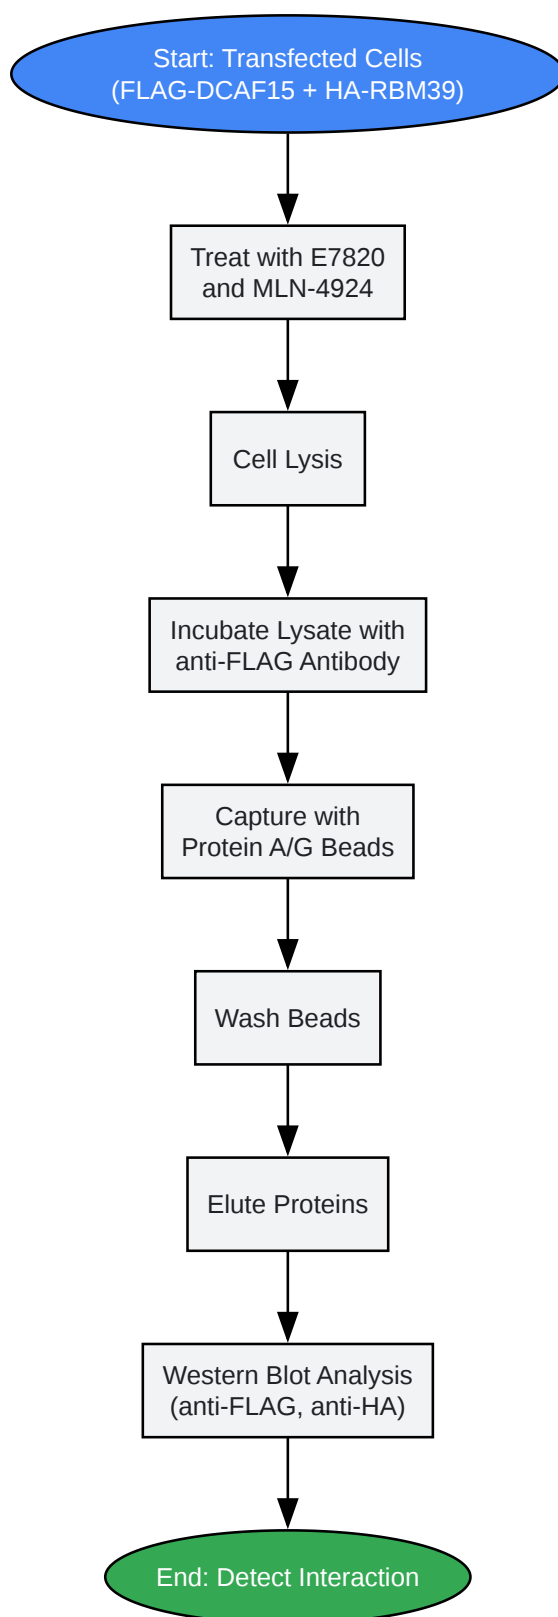 Start: Transfected Cells
(FLAG-DCAF15 + HA-RBM39)
Treat with E7820
and MLN-4924
Cell Lysis
Incubate Lysate with
anti-FLAG Antibody
Capture with
Protein A/G Beads
Wash Beads
Elute Proteins
Western Blot Analysis
(anti-FLAG, anti-HA)
End: Detect Interaction